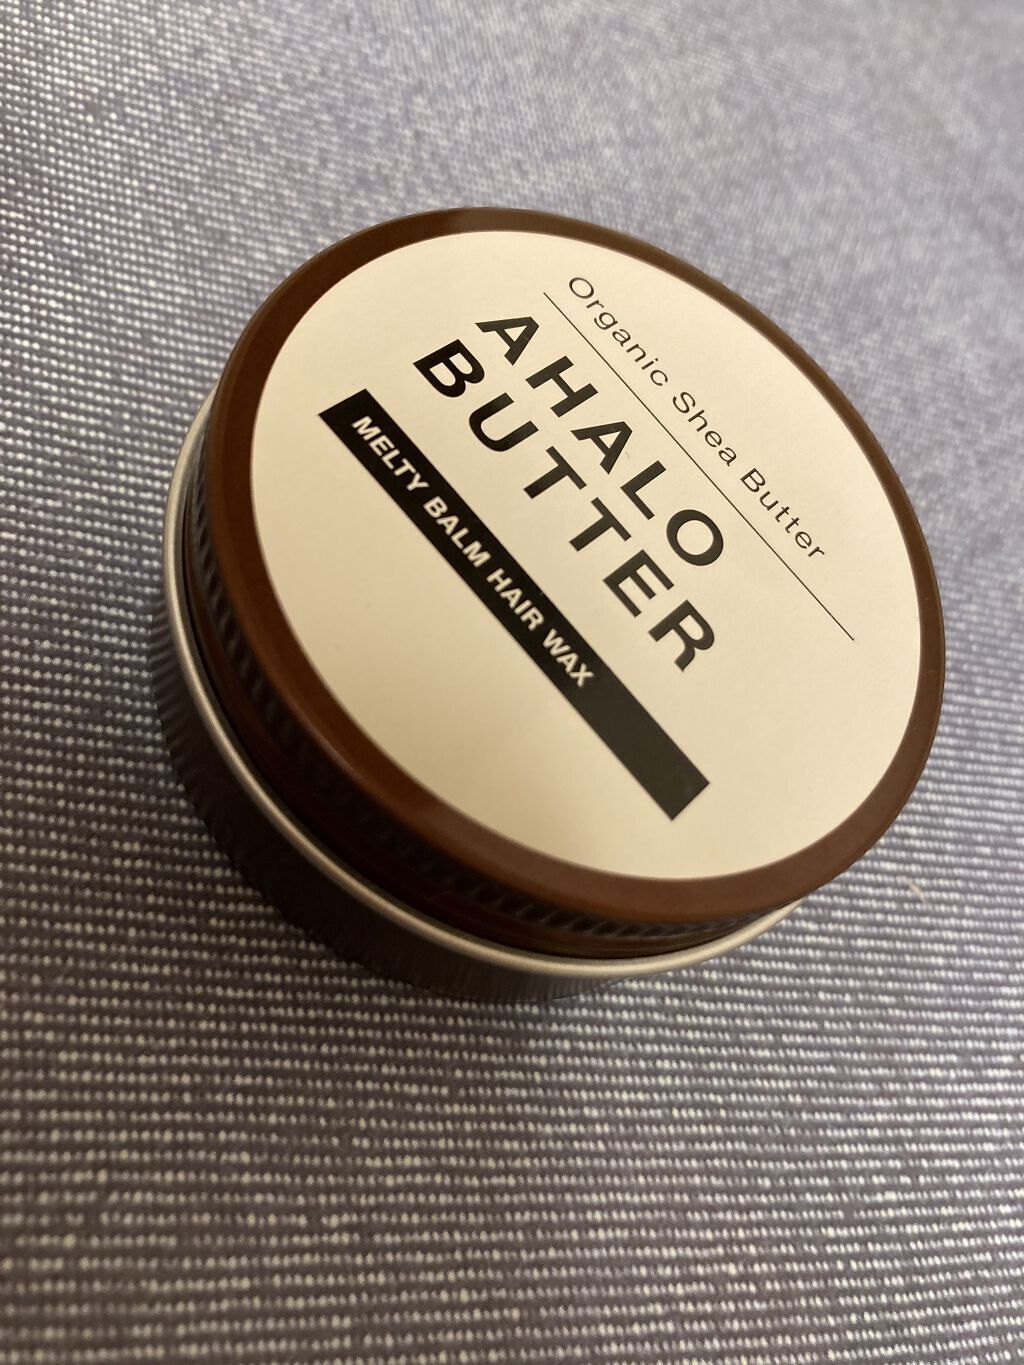 Organic Shea Butter
AHALO
BUTTER
MELTY BALM HAIR WAX